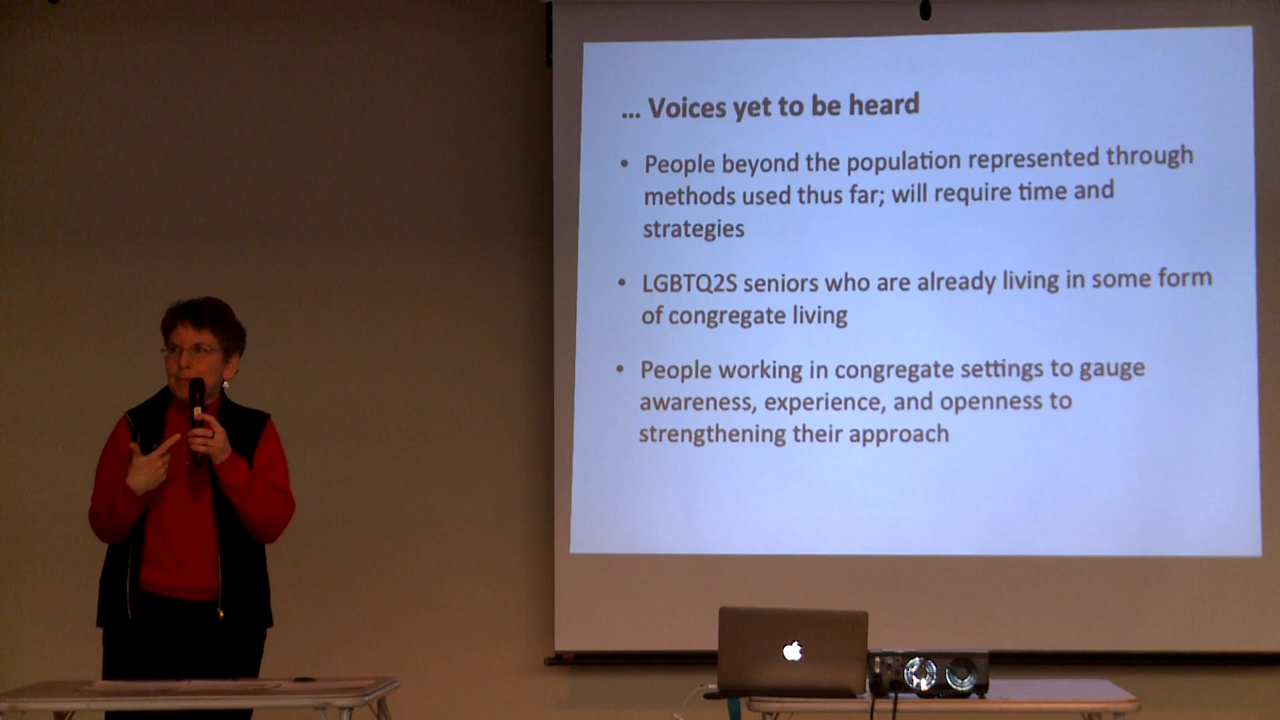 ... Voices yet to be heard
• People beyond the population represented through
methods used thus far; will require time and
strategies
• LGBTQ2S seniors who are already living in some form
of congregate living
• People working in congregate settings to gauge
awareness, experience, and openness to
strengthening their approach